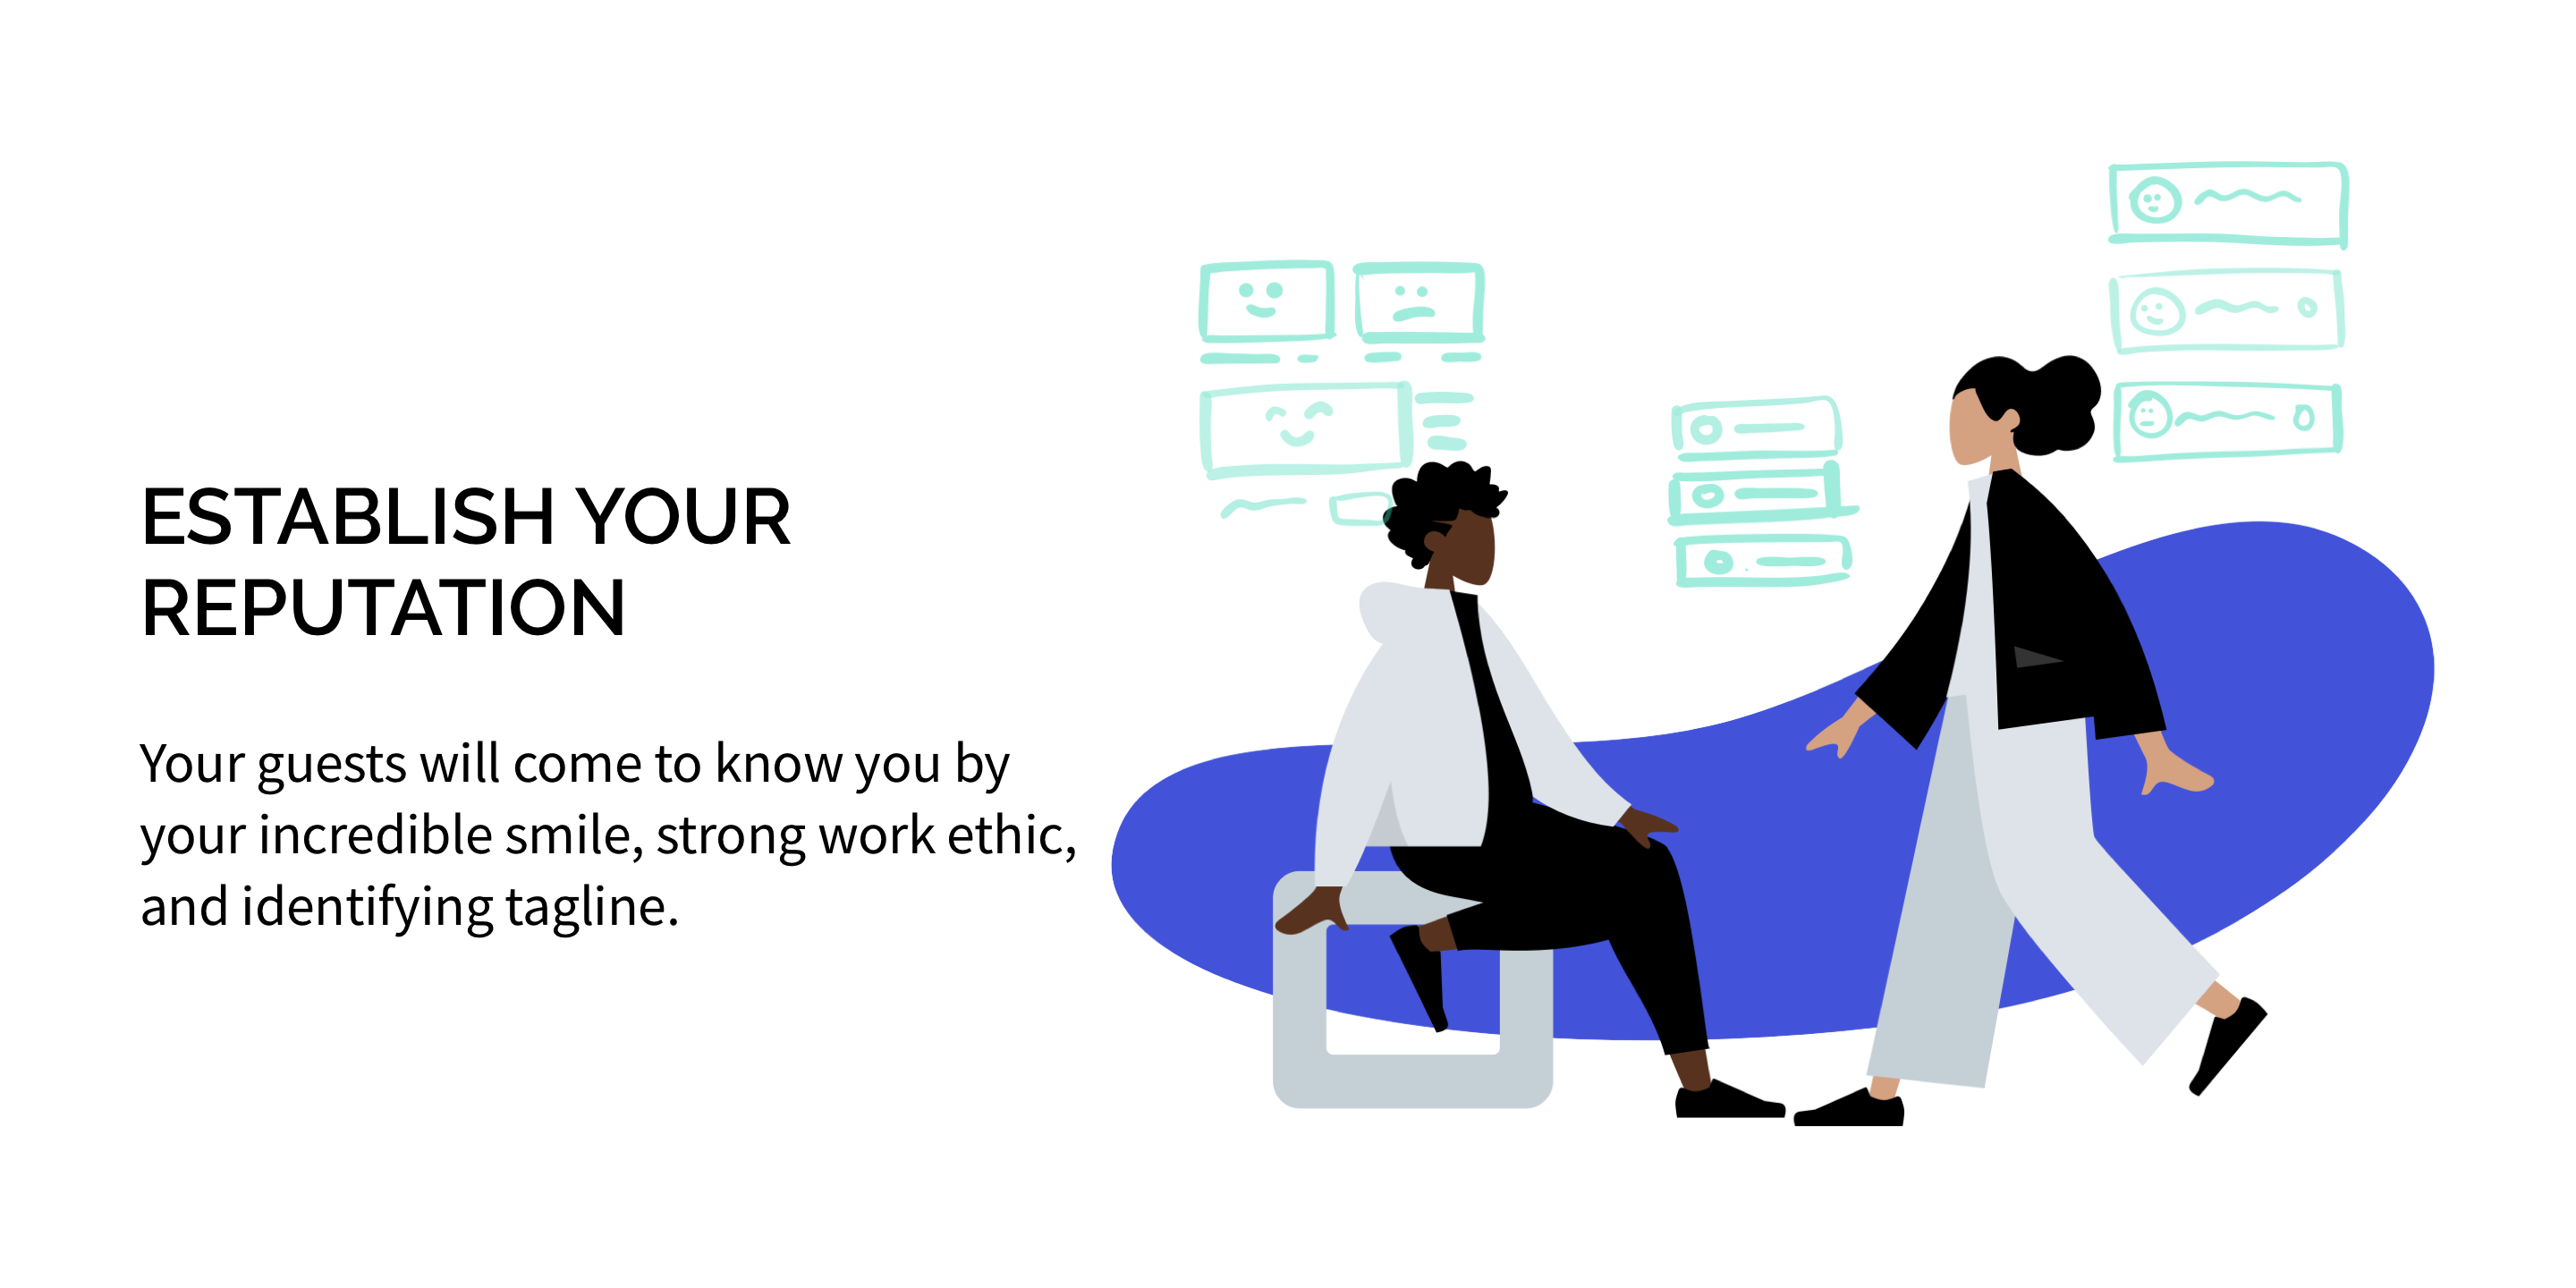 ESTABLISH YOUR
REPUTATION
Your guests will come to know you by
your incredible smile, strong work ethic,
and identifying tagline.